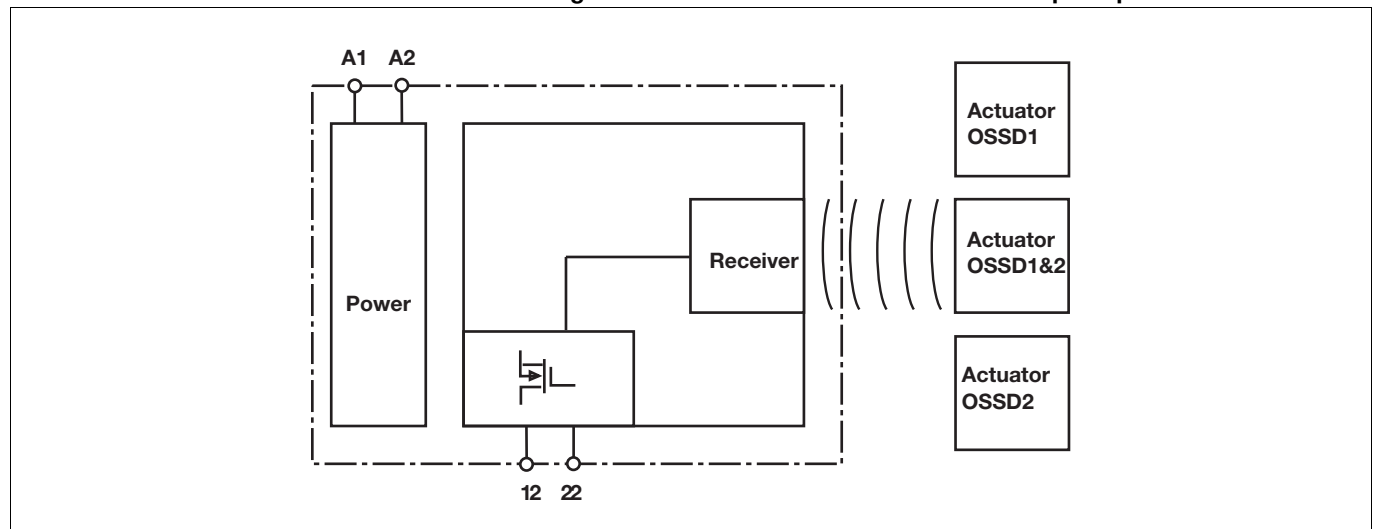 A1 A2
Actuator
OSSD1
Actuator
OSSD1&2
Receiver
Power
Actuator
OSSD2
12 22